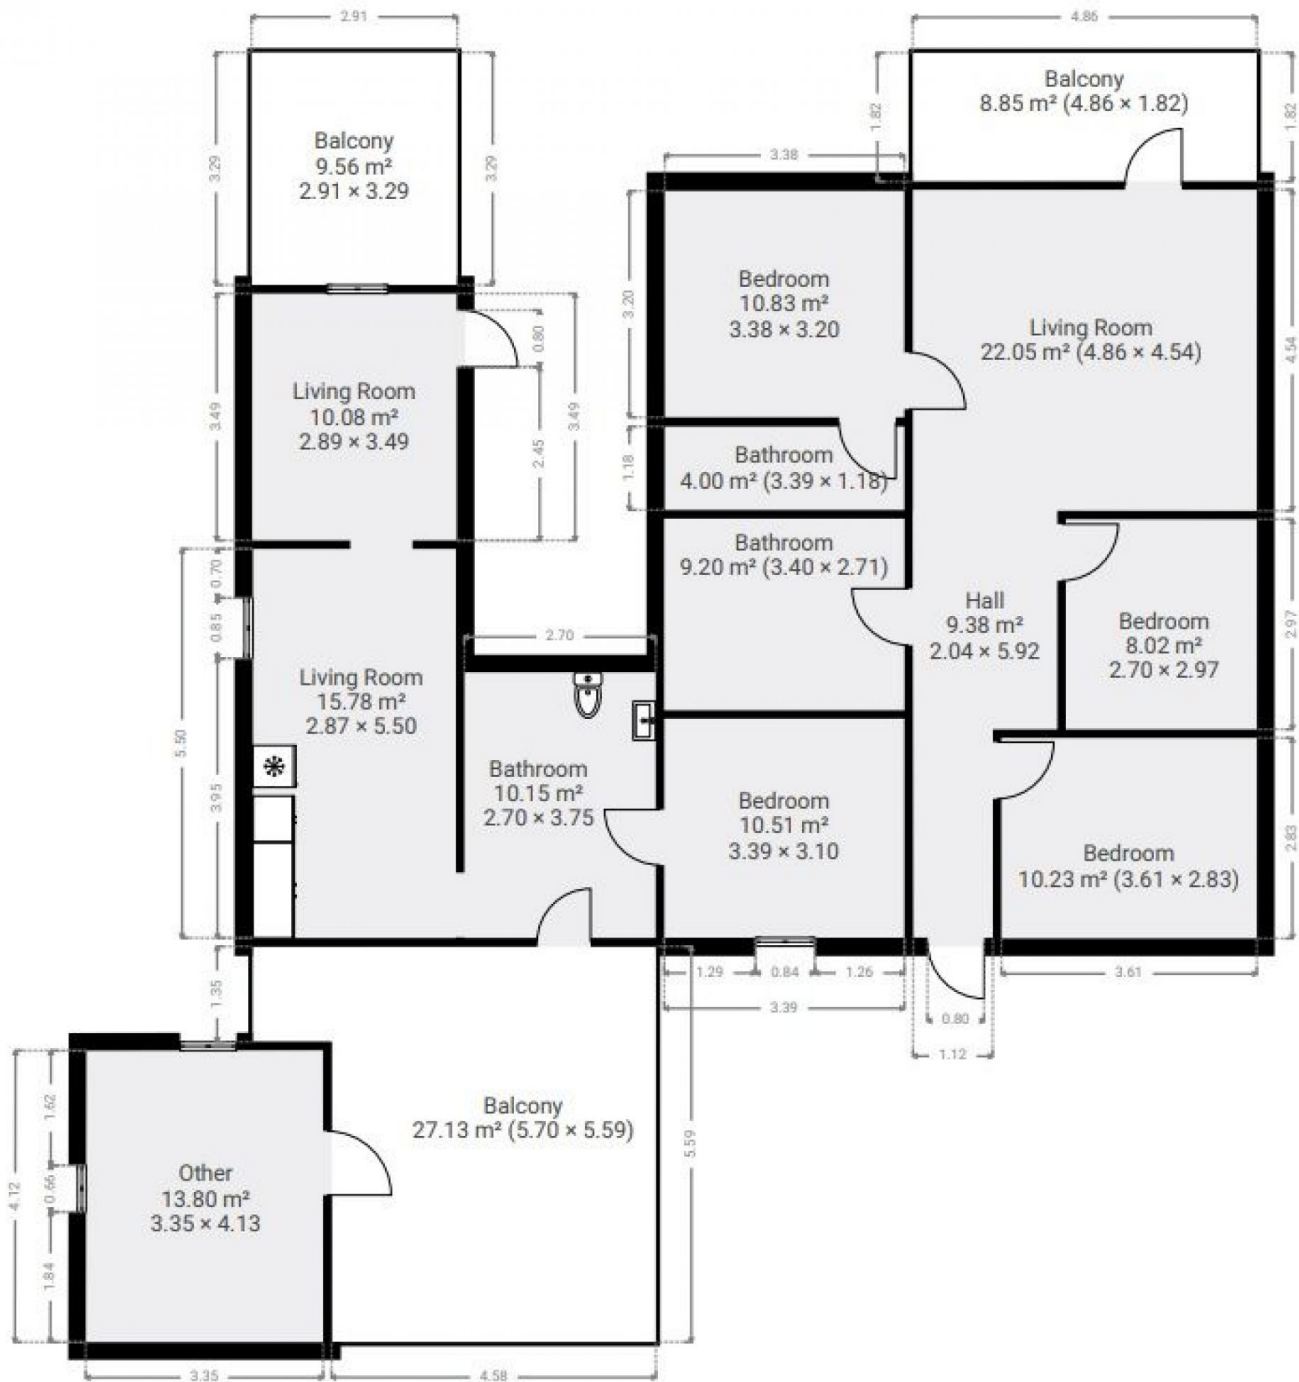 2.91
4.86
Balcony
8.85 m² (4.86 × 1.82)
1.82
1.82
Balcony
9.56 m²
2.91 × 3.29
3.29
3.29
3.38
Bedroom
10.83 m²
3.38 × 3.20
3.20
Living Room
22.05 m² (4.86 × 4.54)
4.54
0.80
Living Room
10.08 m²
2.89 × 3.49
3.49
3.49
2.45
Bathroom
4.00 m² (3.39 × 1.18)
1.18
Bathroom
9.20 m² (3.40 × 2.71)
0.70
0.85
Hall
9.38 m²
2.04 × 5.92
Bedroom
8.02 m²
2.70 × 2.97
2.97
2.70
Living Room
15.78 m²
2.87 × 5.50
5.50
3.95
Bathroom
10.15 m²
2.70 × 3.75
Bedroom
10.51 m²
3.39 × 3.10
Bedroom
10.23 m² (3.61 × 2.83)
2.83
1.35
1.29
0.84
1.26
3.61
3.39
0.80
1.12
Balcony
27.13 m² (5.70 × 5.59)
5.59
1.62
0.66
1.84
4.12
Other
13.80 m²
3.35 × 4.13
3.35
4.58